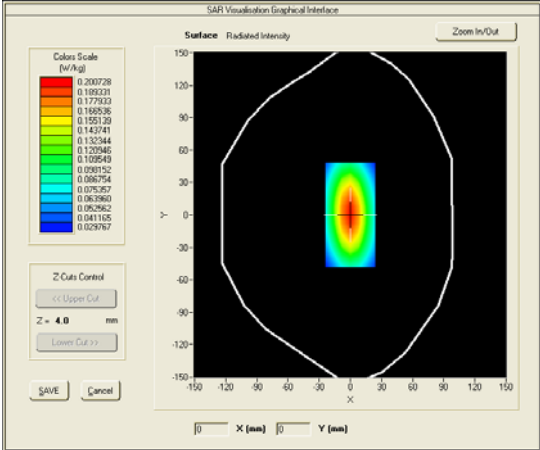 SAR Visualisation Graphical Interface
Surface Radiated Intensity
Zoom In/Out
Colors Scale
(W/kg)
0.200728
0.189331
0.177933
0.166536
0.155139
0.143741
0.132344
0.120946
0.109549
0.098152
0.086754
0.075357
0.063960
0.052562
0.041165
0.029767
Z-Cuts Control
<< Upper Cut
Z = 4.0 mm
Lower Cut >>
SAVE Cancel
150
90
60
30
0
-30
-60
-90
-120
-150
Y
-150 -120 -90 -60 -30 0 30 60 90 120 150
X
0 X (mm) 0 Y (mm)